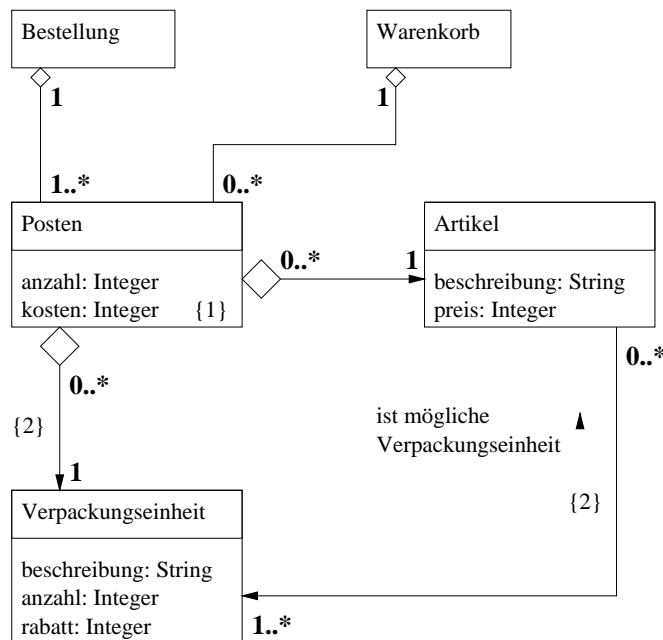 Bestellung
Warenkorb
1
1
1..*
0..*
Posten
Artikel
anzahl: Integer
kosten: Integer {1}
0..*
1
beschreibung: String
preis: Integer
0..*
0..*
{2}
ist mögliche
Verpackungseinheit
1
{2}
Verpackungseinheit
beschreibung: String
anzahl: Integer
rabatt: Integer
1..*